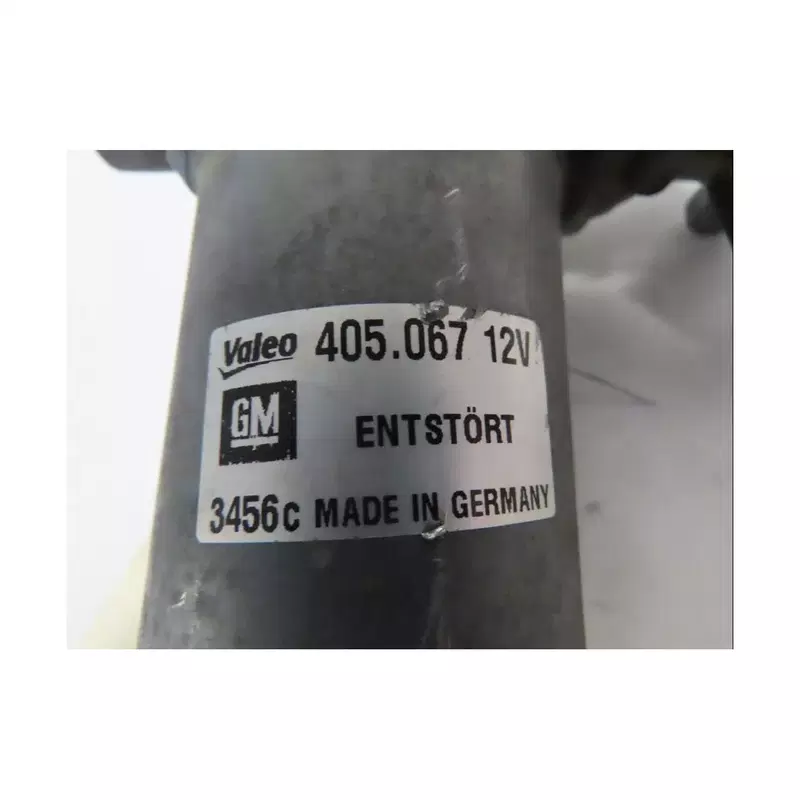 Valeo 405.067 12V
GM ENTSTÖRT
3456c MADE IN GERMANY